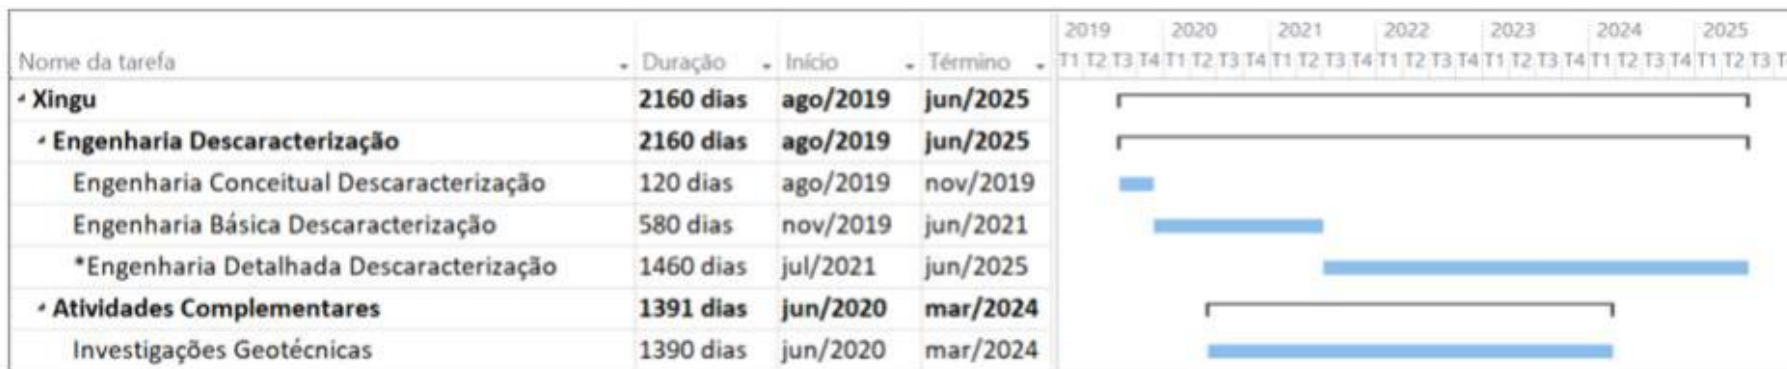 2019 2020 2021 2022 2023 2024 2025
Nome da tarefa Duração Início Término T1 T2 T3 T4 T1 T2 T3 T4 T1 T2 T3 T4 T1 T2 T3 T4 T1 T2 T3 T4 T1 T2 T3 T4 T1 T2 T3 T
Xingu 2160 dias ago/2019 jun/2025
Engenharia Descaracterização 2160 dias ago/2019 jun/2025
Engenharia Conceitual Descaracterização 120 dias ago/2019 nov/2019
Engenharia Básica Descaracterização 580 dias nov/2019 jun/2021
*Engenharia Detalhada Descaracterização 1460 dias jul/2021 jun/2025
Atividades Complementares 1391 dias jun/2020 mar/2024
Investigações Geotécnicas 1390 dias jun/2020 mar/2024